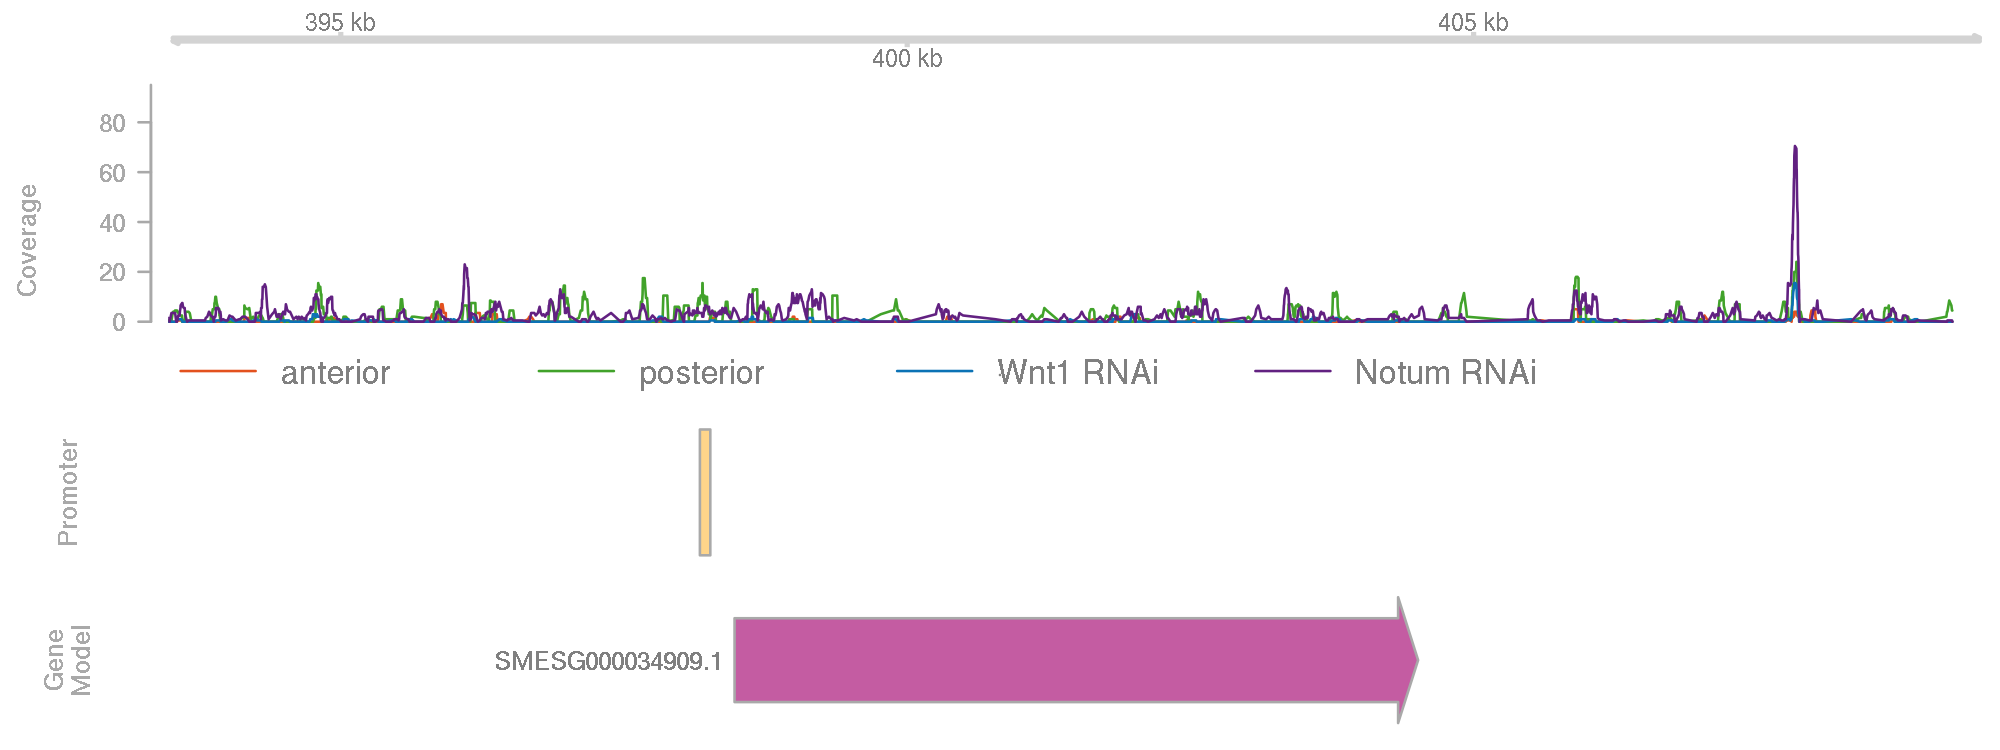 395 kb
405 kb
400 kb
Coverage
80
60
40
20
0
anterior
posterior
Wnt1 RNAi
Notum RNAi
Promoter
Gene
Model
SMESG000034909.1